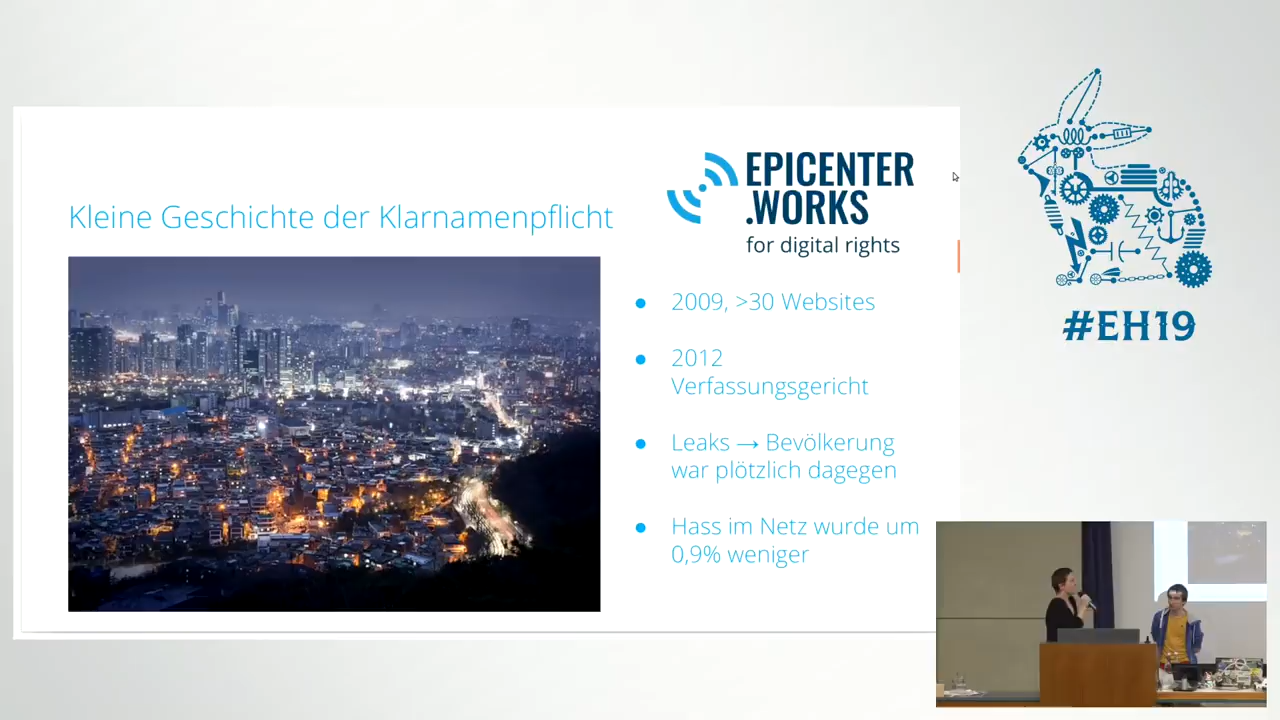 EPICENTER
.WORKS
for digital rights
Kleine Geschichte der Klarnamenpflicht
● 2009, >30 Websites
● 2012
Verfassungsgericht
● Leaks → Bevölkerung
war plötzlich dagegen
● Hass im Netz wurde um
0,9% weniger
#EH19